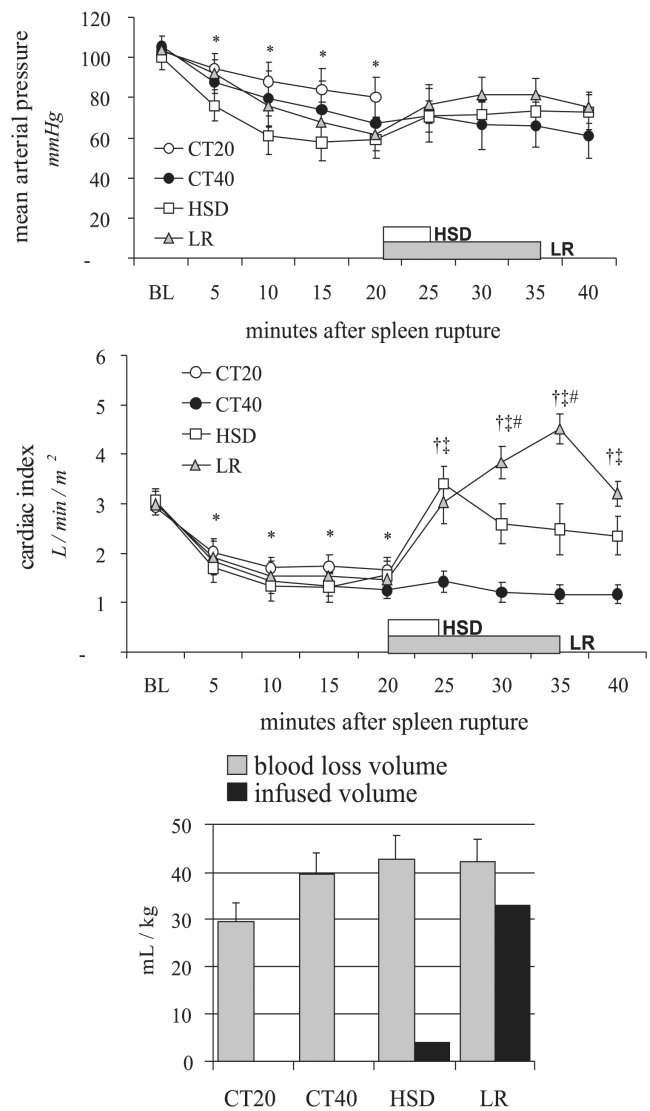 120
100
80
60
40
20
-
mean arterial pressure
mmHg
* * * *
CT20
CT40
HSD
LR
HSD
LR
BL 5 10 15 20 25 30 35 40
minutes after spleen rupture
6
5
4
3
2
1
-
cardiac index
L / min / m 2
CT20
CT40
HSD
LR
* * * *
†‡ †‡# †‡# †‡
HSD
LR
BL 5 10 15 20 25 30 35 40
minutes after spleen rupture
blood loss volume
infused volume
50
40
30
20
10
0
mL / kg
CT20 CT40 HSD LR